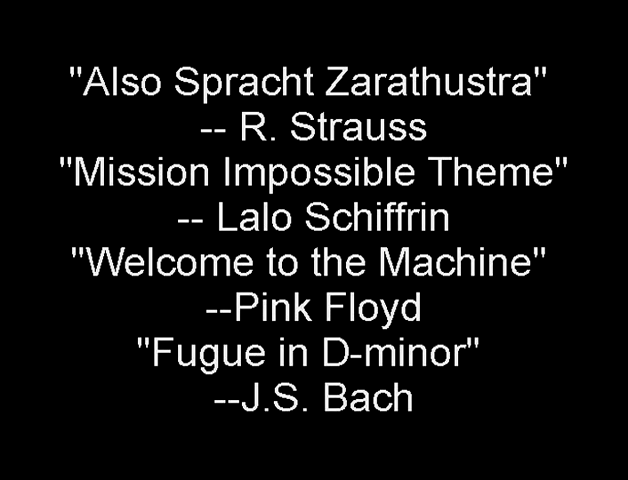 "Also Spracht Zarathustra"
-- R. Strauss
"Mission Impossible Theme"
-- Lalo Schiffrin
"Welcome to the Machine"
--Pink Floyd
"Fugue in D-minor"
--J.S. Bach